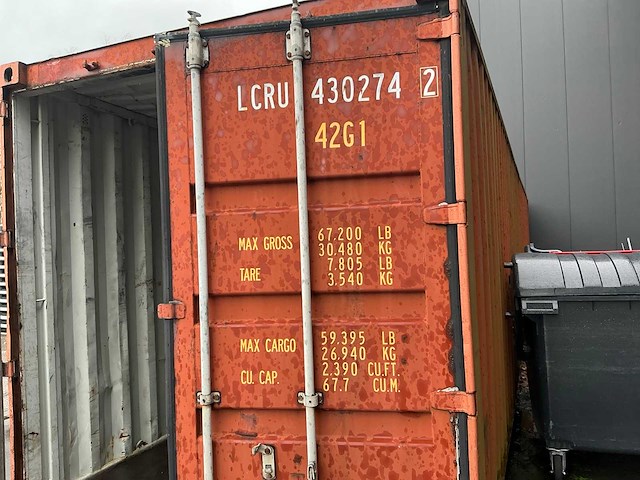 LCRU 430274 2
42G1
MAX GROSS 67.200 LB
30.480 KG
TARE 7.805 LB
3.540 KG
MAX CARGO 59.395 LB
26.940 KG
CU. CAP. 2.390 CU.FT.
67.7 CU.M.